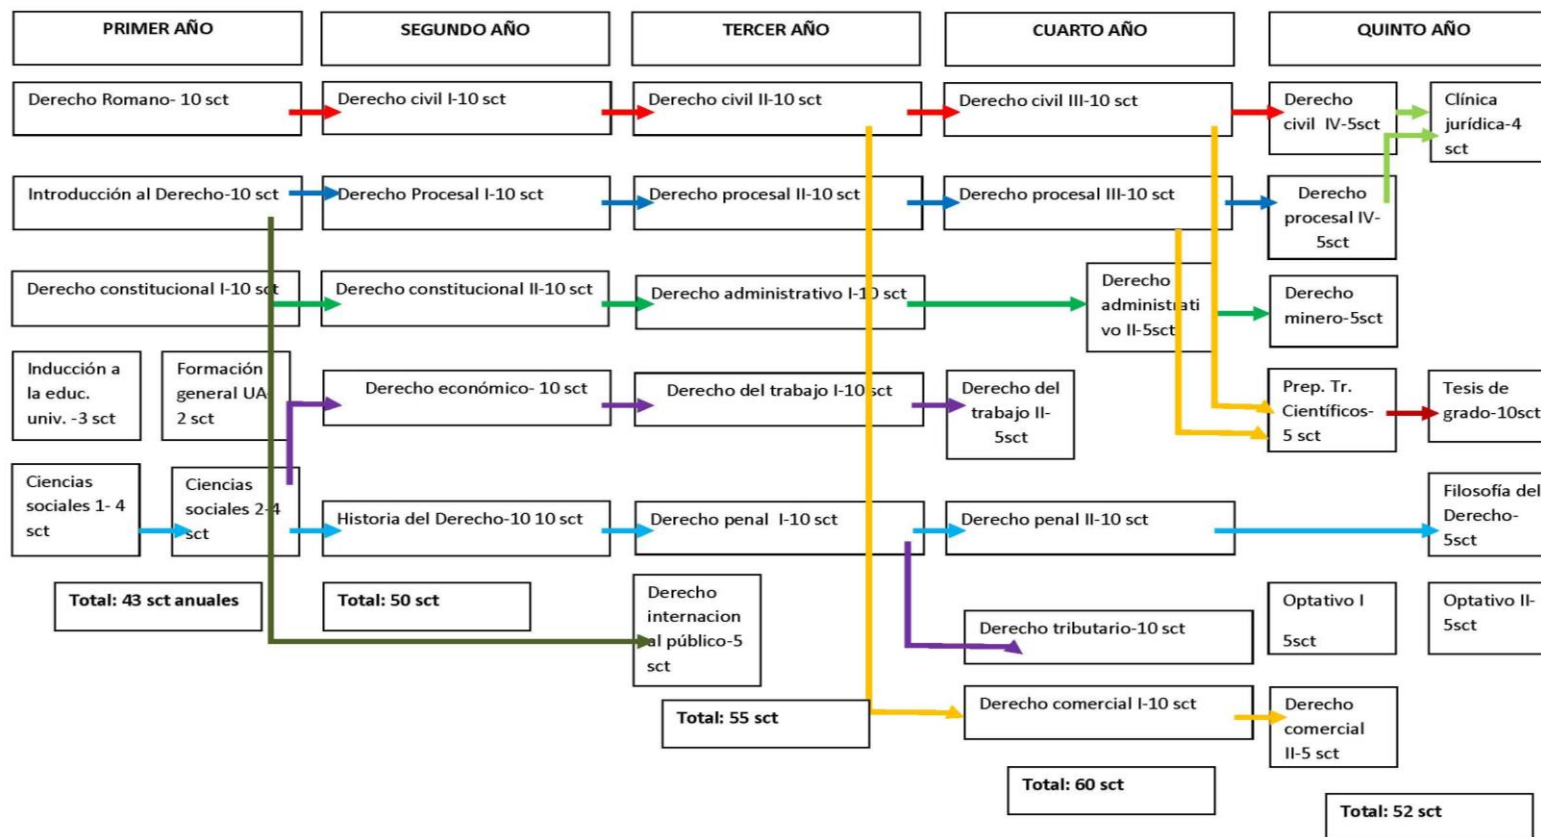 PRIMER AÑO
SEGUNDO AÑO
TERCER AÑO
CUARTO AÑO
QUINTO AÑO
Derecho Romano- 10 sct
Derecho civil I-10 sct
Derecho civil II-10 sct
Derecho civil III-10 sct
Derecho
civil IV-5sct
Clínica
jurídica-4
sct
Introducción al Derecho-10 sct
Derecho Procesal I-10 sct
Derecho procesal II-10 sct
Derecho procesal III-10 sct
Derecho
procesal IV-
5sct
Derecho constitucional I-10 sct
Derecho constitucional II-10 sct
Derecho administrativo I-10 sct
Derecho
administrati
vo II-5sct
Derecho
minero-5sct
Inducción a
la educ.
univ. -3 sct
Formación
general UA-
2 sct
Derecho económico- 10 sct
Derecho del trabajo I-10 sct
Derecho del
trabajo II-
5sct
Prep. Tr.
Científicos-
5 sct
Tesis de
grado-10sct
Ciencias
sociales 1- 4
sct
Ciencias
sociales 2-4
sct
Historia del Derecho-10 10 sct
Derecho penal I-10 sct
Derecho penal II-10 sct
Filosofía del
Derecho-
5sct
Total: 43 sct anuales
Total: 50 sct
Derecho
internacion
al público-5
sct
Derecho tributario-10 sct
Optativo I
5sct
Optativo II-
5sct
Total: 55 sct
Derecho comercial I-10 sct
Derecho
comercial
II-5 sct
Total: 60 sct
Total: 52 sct